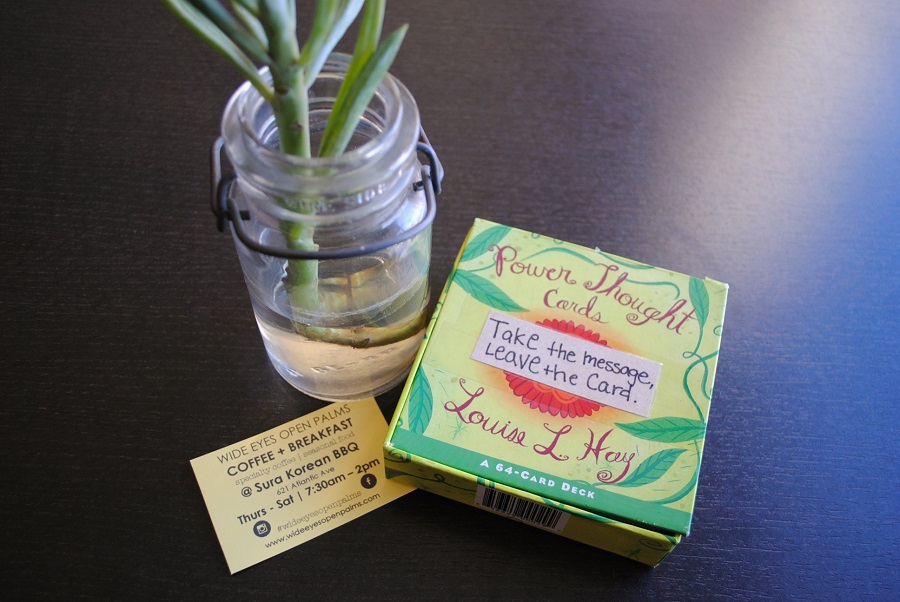 Power Thought
Cards
Take the message,
Leave the Card.
Louise L Hay
A 64-Card Deck
WIDE EYES OPEN PALMS
COFFEE + BREAKFAST
specialty coffee | seasonal food
@ Sura Korean BBQ
621 Atlantic Ave
Thurs - Sat | 7:30am – 2pm
#wideeyesopenpalms f
www.wideeyesopenpalms.com